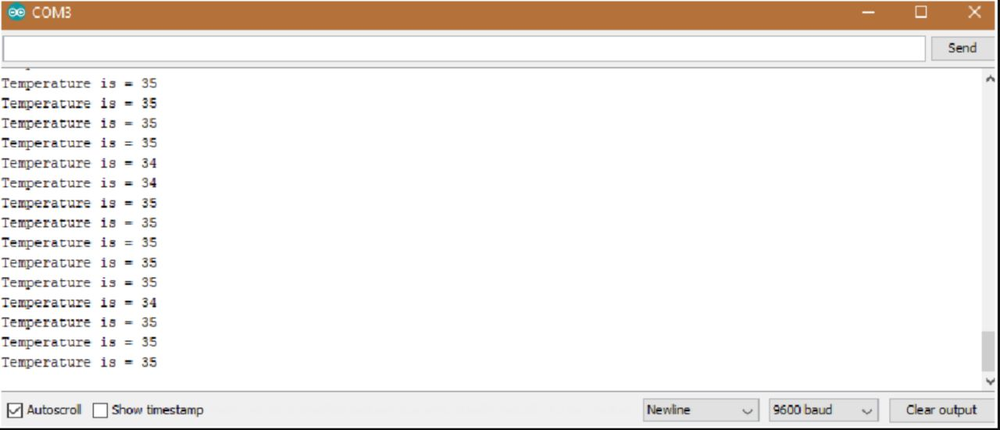 COM3
Send
Temperature is = 35
Temperature is = 35
Temperature is = 35
Temperature is = 35
Temperature is = 34
Temperature is = 34
Temperature is = 35
Temperature is = 35
Temperature is = 35
Temperature is = 35
Temperature is = 35
Temperature is = 34
Temperature is = 35
Temperature is = 35
Temperature is = 35
Autoscroll Show timestamp Newline 9600 baud Clear output